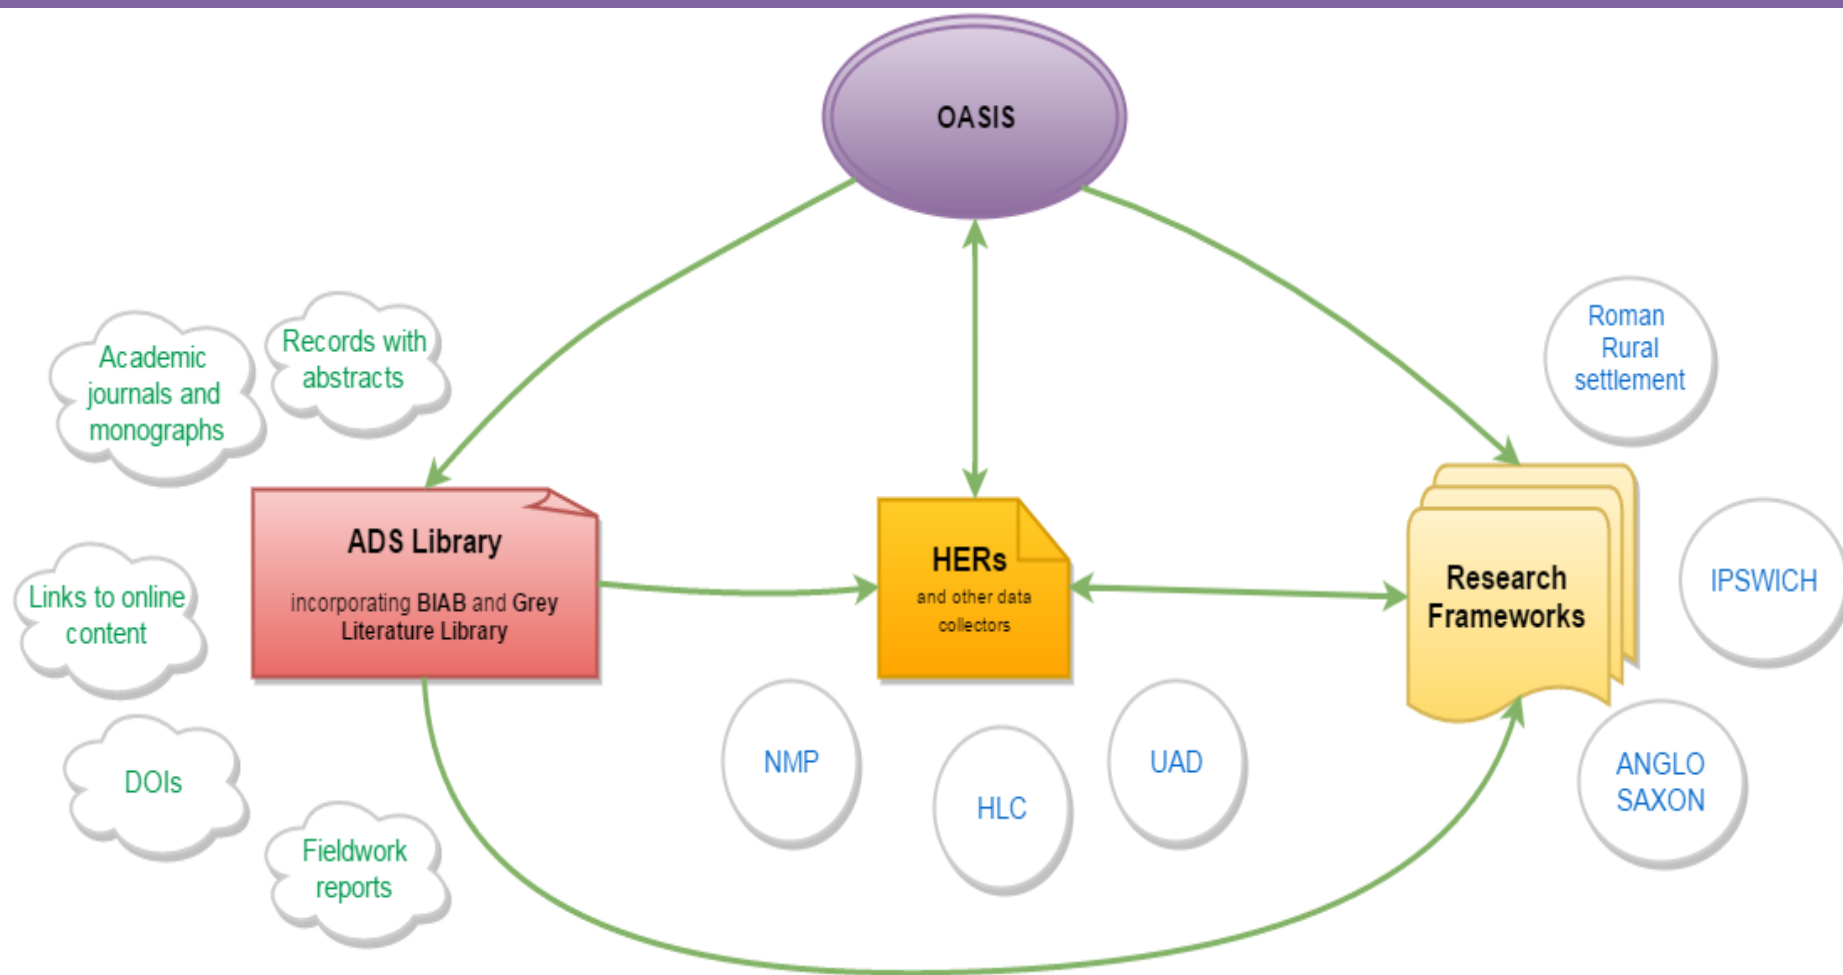 OASIS
Academic
journals and
monographs
Records with
abstracts
Roman
Rural
settlement
ADS Library
incorporating BIAB and Grey
Literature Library
HERs
and other data
collectors
Research
Frameworks
IPSWICH
Links to online
content
DOIs
Fieldwork
reports
NMP
HLC
UAD
ANGLO
SAXON